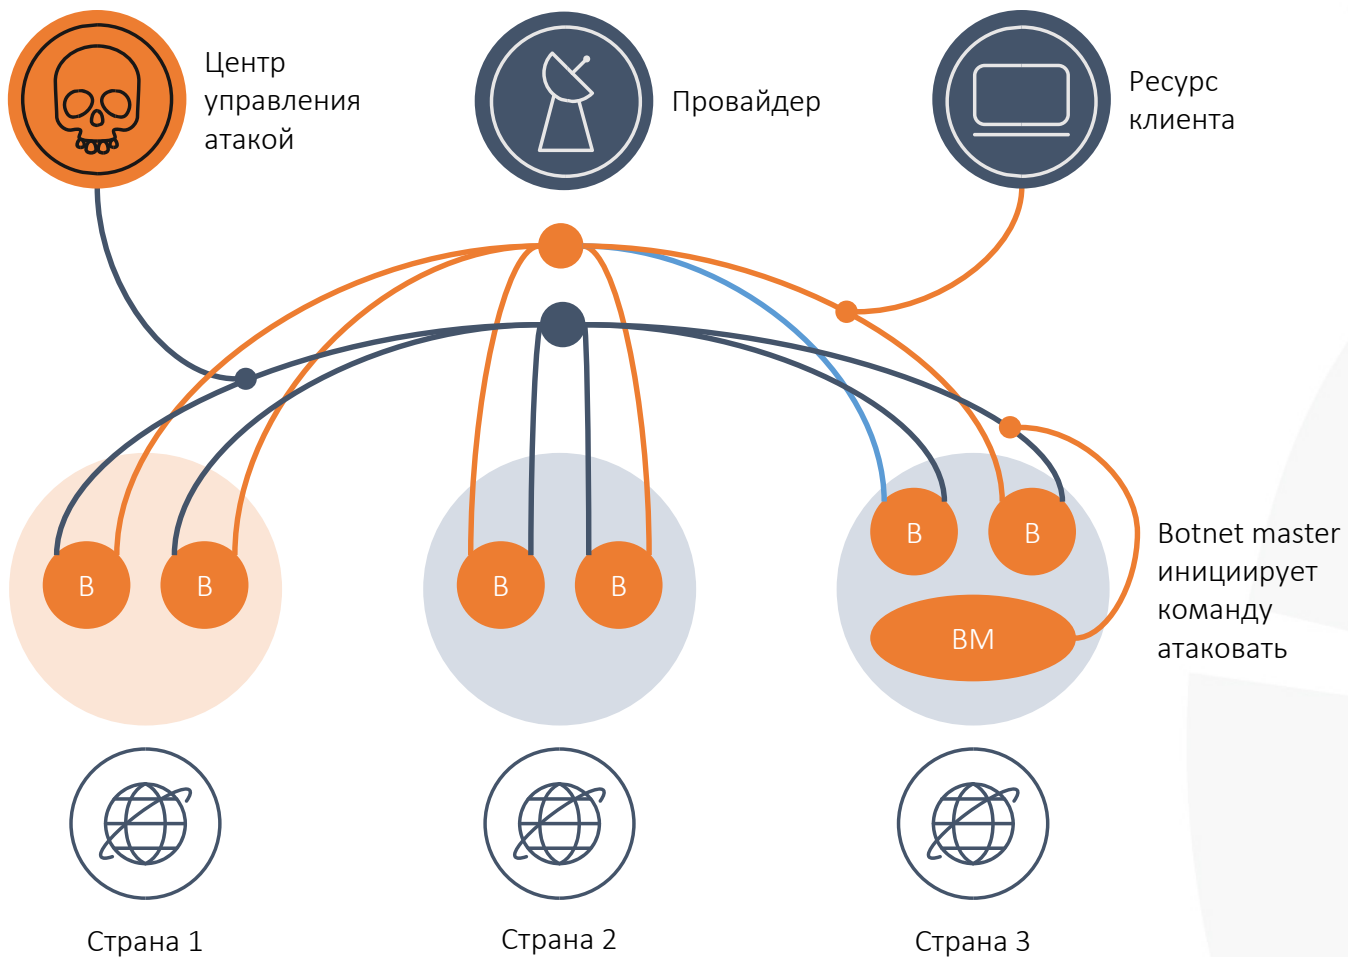 Центр
управления
атакой
Провайдер
Ресурс
клиента
B
B
B
B
B
B
BM
Botnet master
инициирует
команду
атаковать
Страна 1
Страна 2
Страна 3